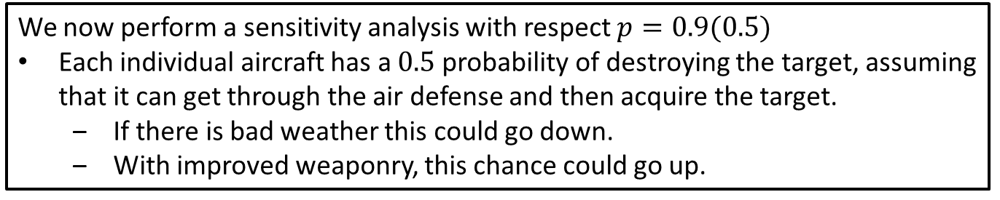 We now perform a sensitivity analysis with respect p = 0.9(0.5)
• Each individual aircraft has a 0.5 probability of destroying the target, assuming
that it can get through the air defense and then acquire the target.
– If there is bad weather this could go down.
– With improved weaponry, this chance could go up.